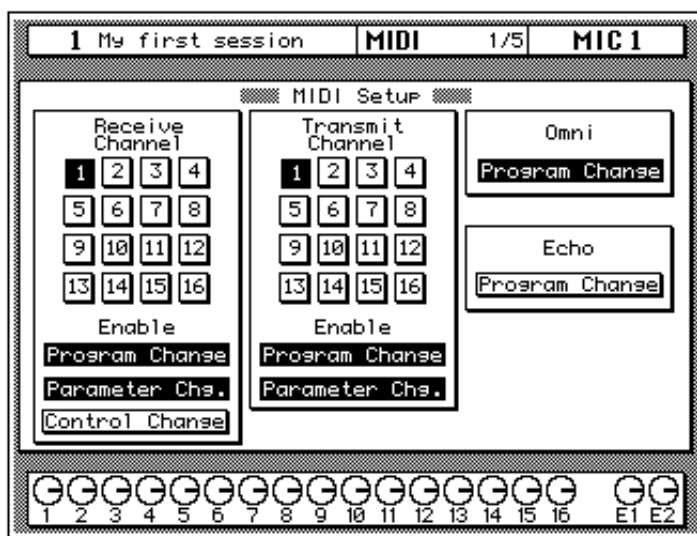 1 My first session MIDI 1/5 MIC 1
MIDI Setup
Receive
Channel
1 2 3 4
5 6 7 8
9 10 11 12
13 14 15 16
Enable
Program Change
Parameter Chg.
Control Change
Transmit
Channel
1 2 3 4
5 6 7 8
9 10 11 12
13 14 15 16
Enable
Program Change
Parameter Chg.
Omni
Program Change
Echo
Program Change
1 2 3 4 5 6 7 8 9 10 11 12 13 14 15 16 E1 E2